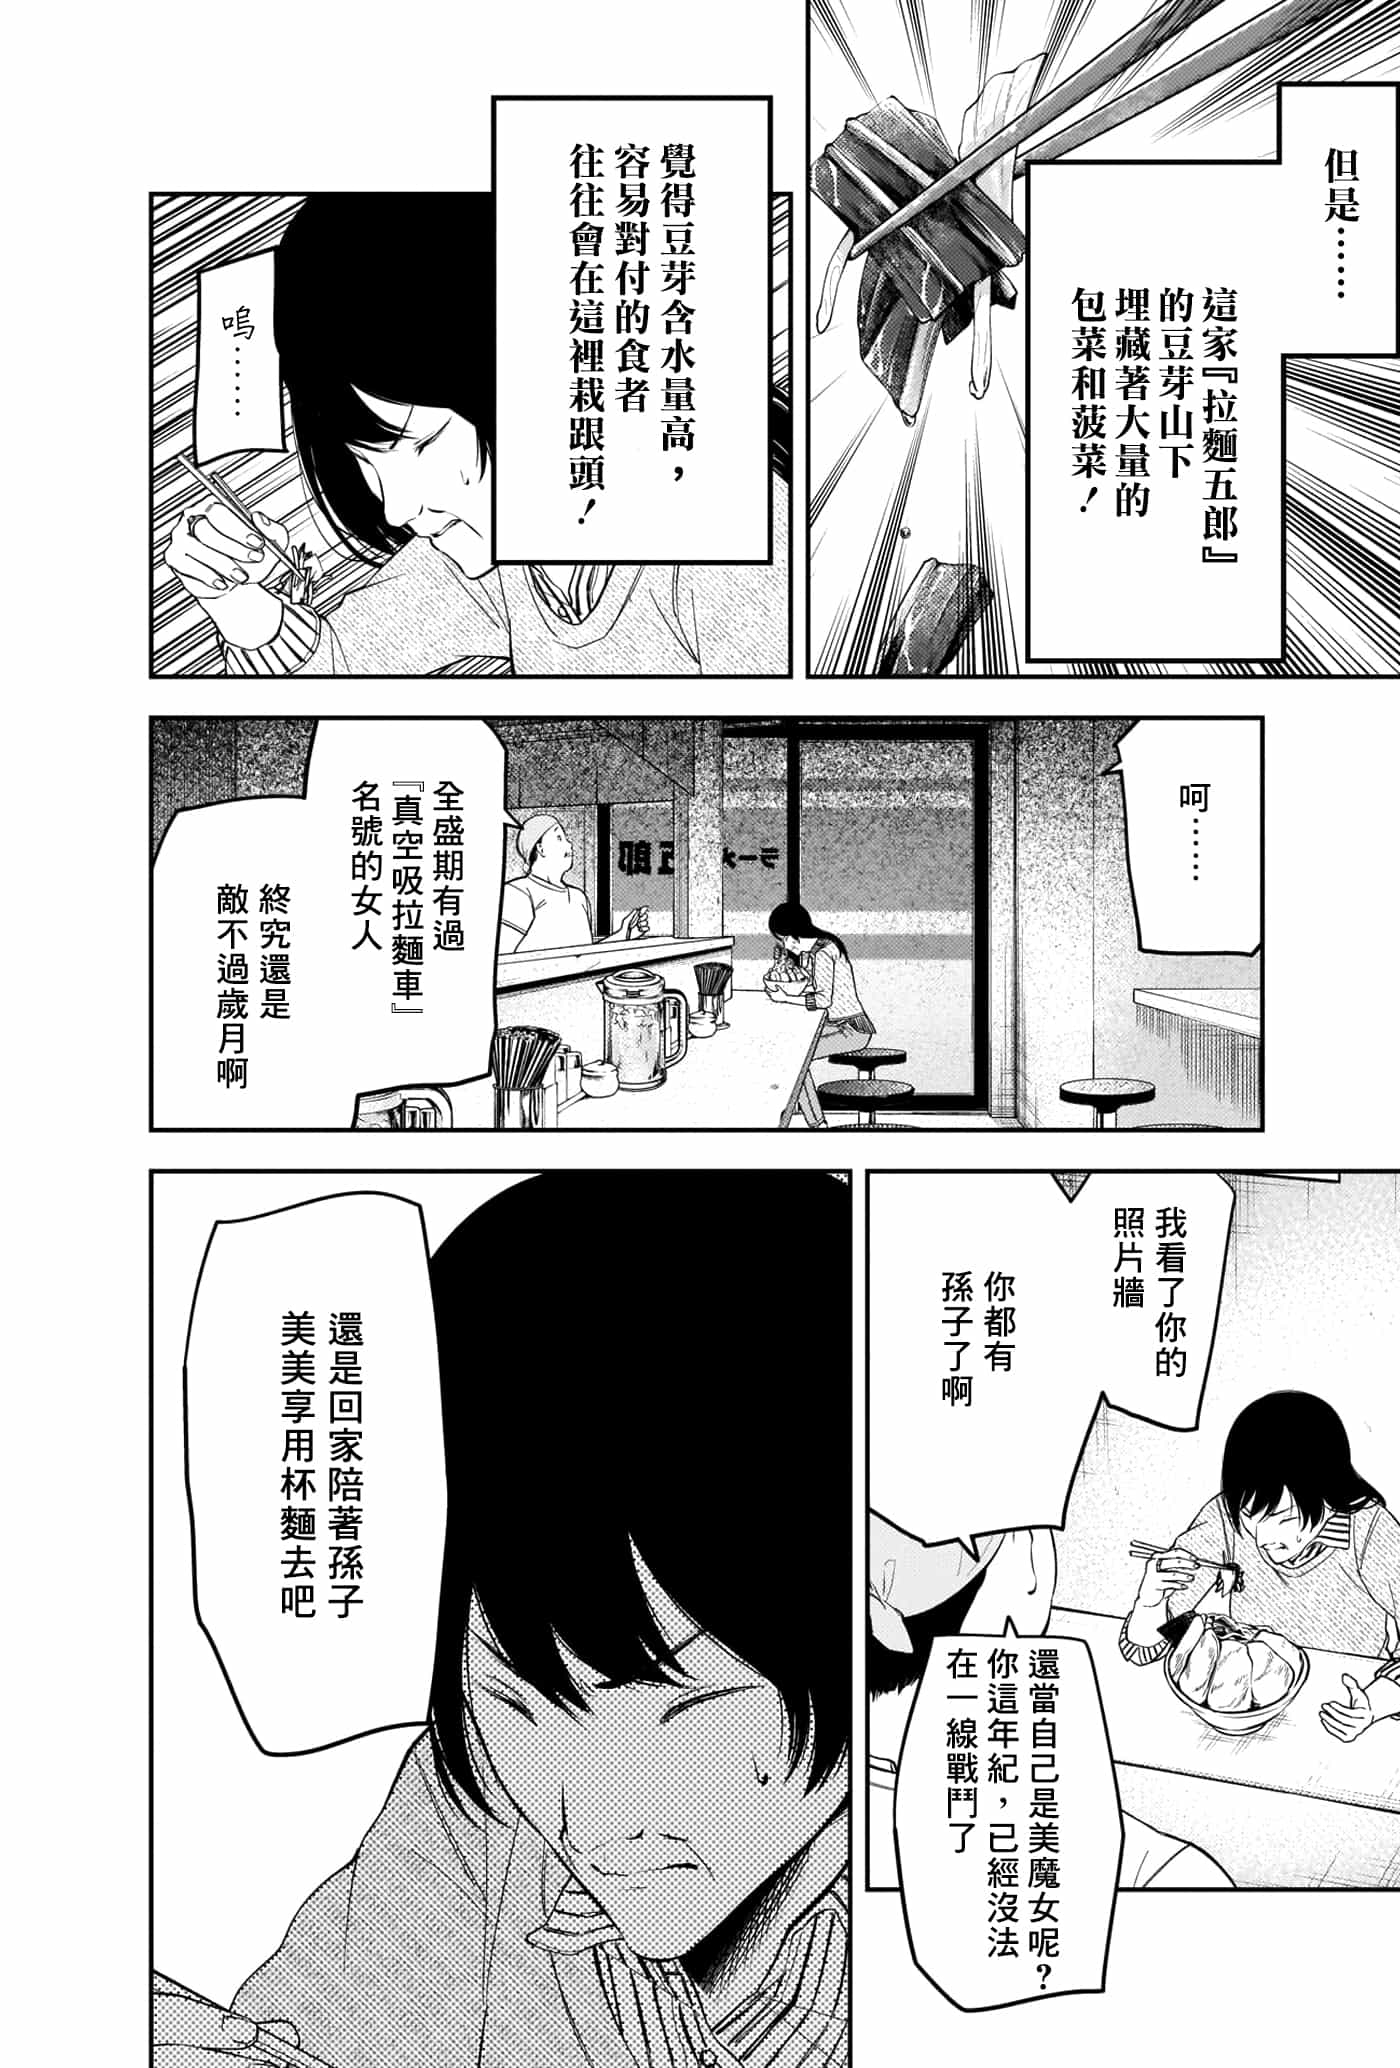 但是……
這家『拉麵五郎』
的豆芽山下
埋藏著大量的
包菜和菠菜！
覺得豆芽含水量高，
容易對付的食者
往往會在這裡栽跟頭！
嗚……
呵……
全盛期有過
『真空吸拉麵車』
名號的女人
終究還是
敵不過歲月啊
我看了你的
照片牆
你都有
孫子了啊
還當自己是美魔女呢？
你這年紀，已經沒法
在一線戰鬥了
還是回家陪著孫子
美美享用杯麵去吧